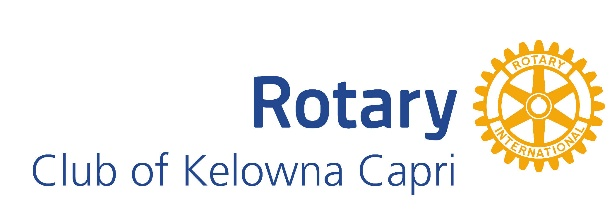 Rotary
Club of Kelowna Capri
ROTARY
INTERNATIONAL